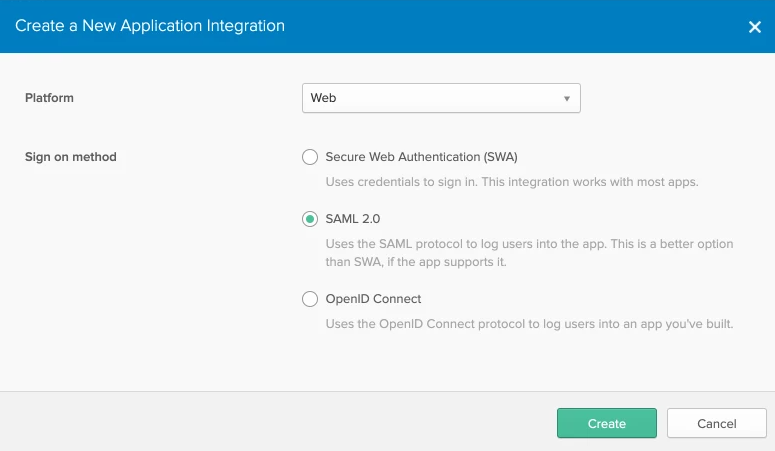 Create a New Application Integration
Platform
Web
Sign on method
Secure Web Authentication (SWA)
Uses credentials to sign in. This integration works with most apps.
SAML 2.0
Uses the SAML protocol to log users into the app. This is a better option
than SWA, if the app supports it.
OpenID Connect
Uses the OpenID Connect protocol to log users into an app you've built.
Create
Cancel